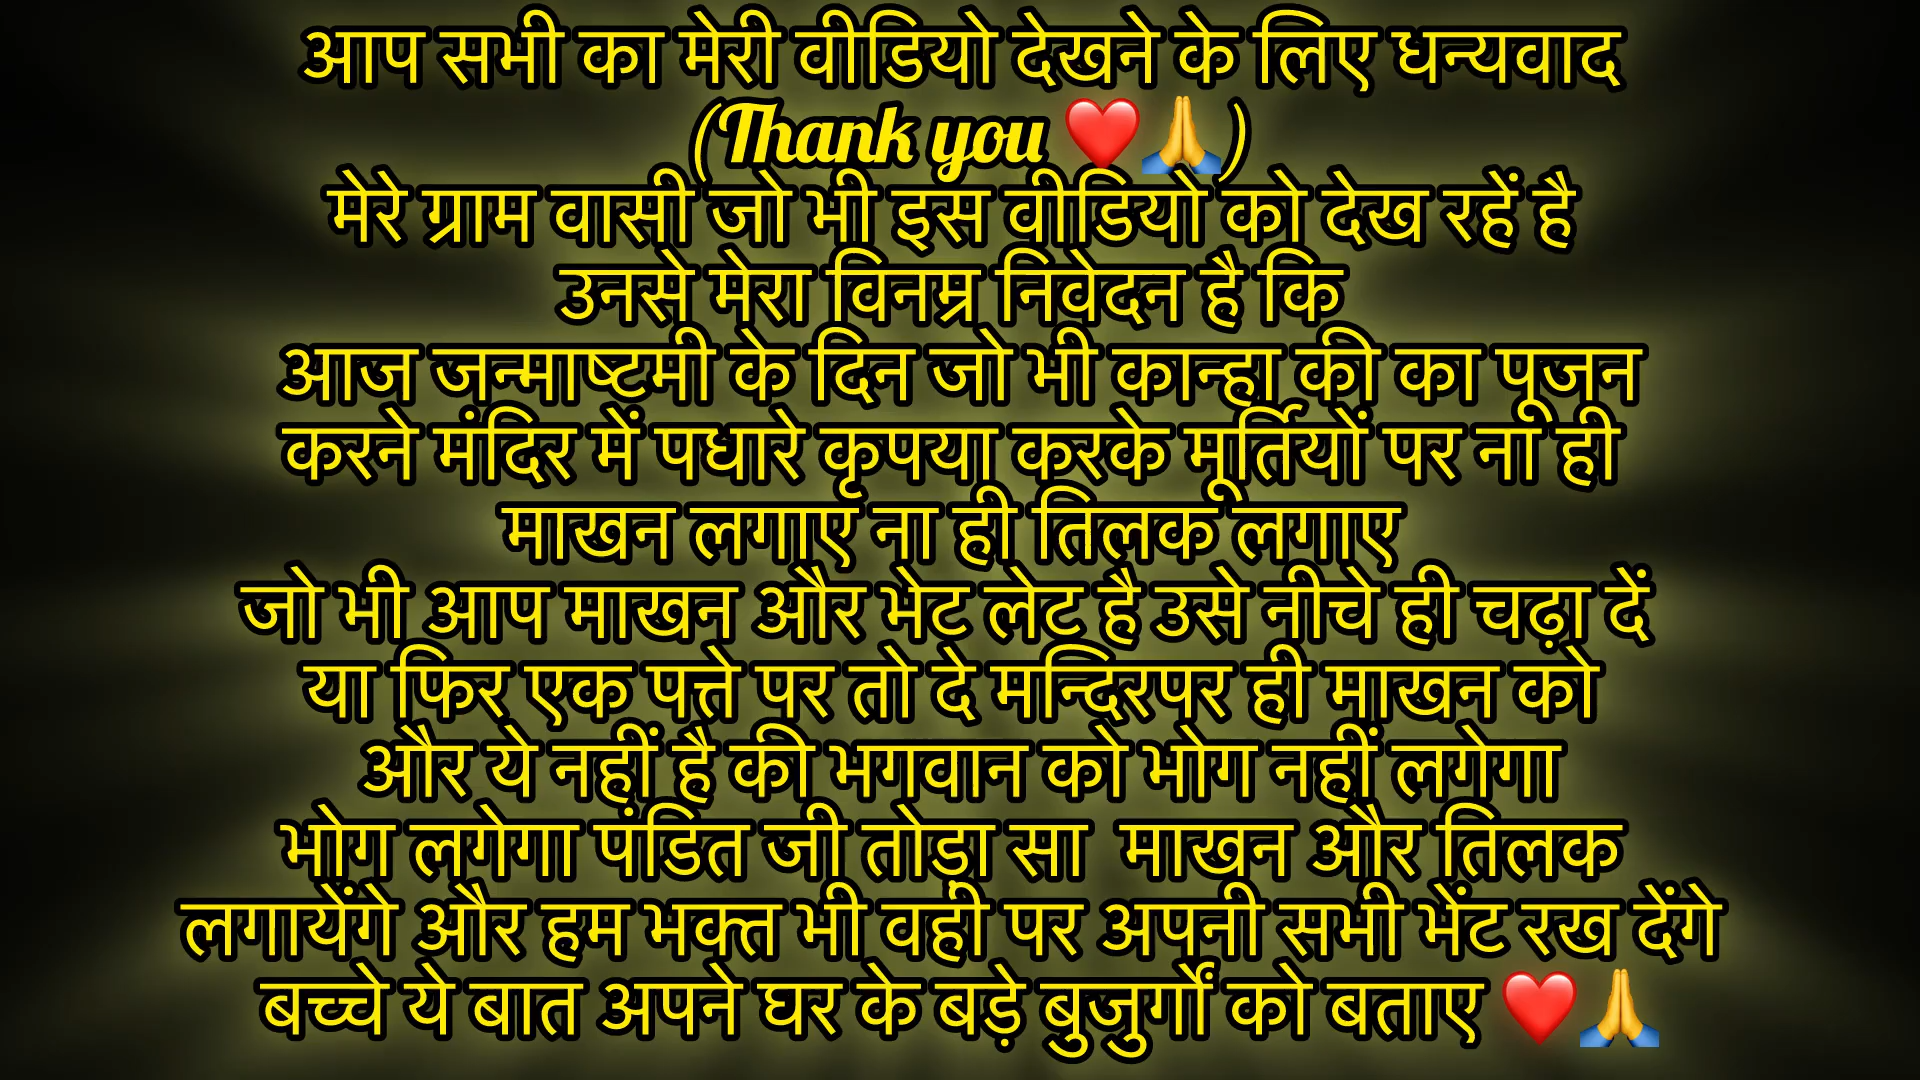 आप सभी का मेरी वीडियो देखने के लिए धन्यवाद
(Thank you ❤️🙏)
मेरे ग्राम वासी जो भी इस वीडियो को देख रहें है
उनसे मेरा विनम्र निवेदन है कि
आज जन्माष्टमी के दिन जो भी कान्हा की का पूजन
करने मंदिर में पधारे कृपया करके मूर्तियों पर ना ही
माखन लगाए ना ही तिलक लगाए
जो भी आप माखन और भेट लेट है उसे नीचे ही चढ़ा दें
या फिर एक पत्ते पर तो दे मन्दिरपर ही माखन को
और ये नहीं है की भगवान को भोग नहीं लगेगा
भोग लगेगा पंडित जी तोड़ा सा  माखन और तिलक
लगायेंगे और हम भक्त भी वही पर अपनी सभी भेंट रख देंगे
बच्चे ये बात अपने घर के बड़े बुजुर्गों को बताए ❤️🙏